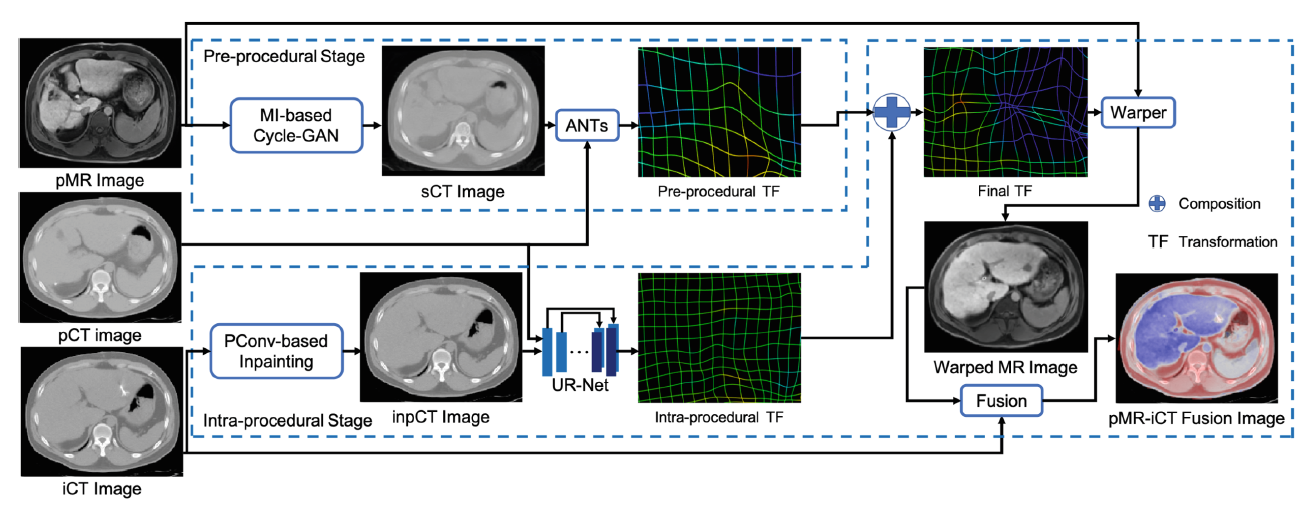 Pre-procedural Stage
MI-based
Cycle-GAN
ANTs
Warper
pMR Image
sCT Image
Pre-procedural TF
Final TF
Composition
TF Transformation
pCT image
PConv-based
Inpainting
UR-Net
Warped MR Image
Fusion
pMR-iCT Fusion Image
Intra-procedural Stage
inpCT Image
Intra-procedural TF
iCT Image